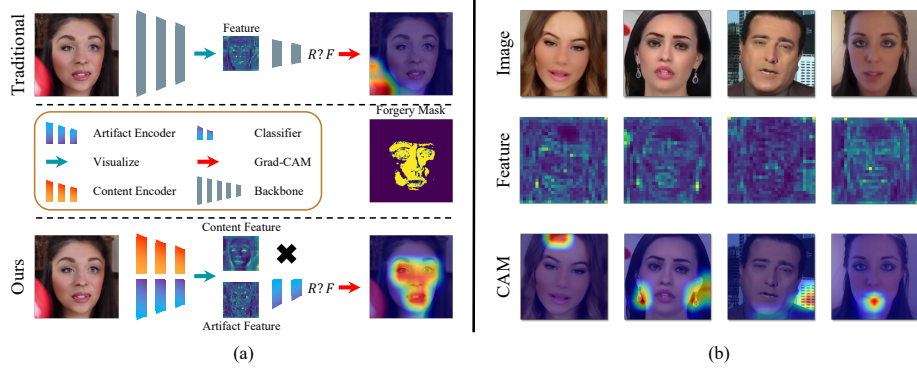 Traditional
Feature
R? F
Forgery Mask
Artifact Encoder
Classifier
Visualize
Grad-CAM
Content Encoder
Backbone
Ours
Content Feature
R? F
Artifact Feature
(a)
Image
Feature
CAM
(b)